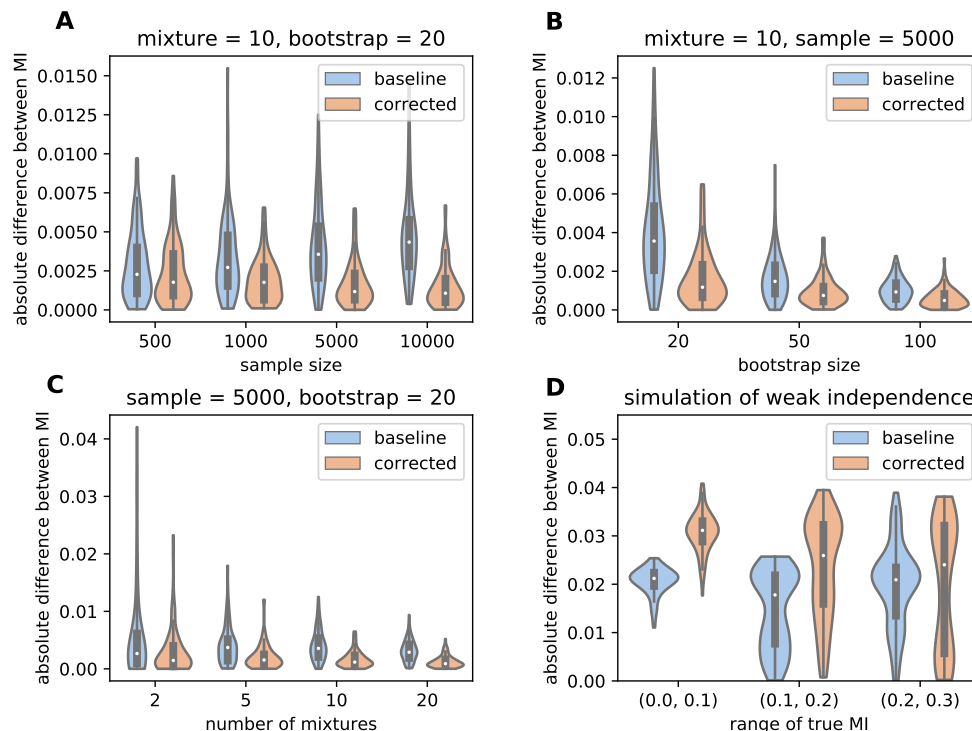 A
mixture = 10, bootstrap = 20
absolute difference between MI
0.0150
0.0125
0.0100
0.0075
0.0050
0.0025
0.0000
baseline
corrected
500
1000
5000
10000
sample size
B
mixture = 10, sample = 5000
absolute difference between MI
0.012
0.010
0.008
0.006
0.004
0.002
0.000
baseline
corrected
20
50
100
bootstrap size
C
sample = 5000, bootstrap = 20
absolute difference between MI
0.04
0.03
0.02
0.01
0.00
baseline
corrected
2
5
10
20
number of mixtures
D
simulation of weak independence
absolute difference between MI
0.05
0.04
0.03
0.02
0.01
0.00
baseline
corrected
(0.0, 0.1)
(0.1, 0.2)
(0.2, 0.3)
range of true MI